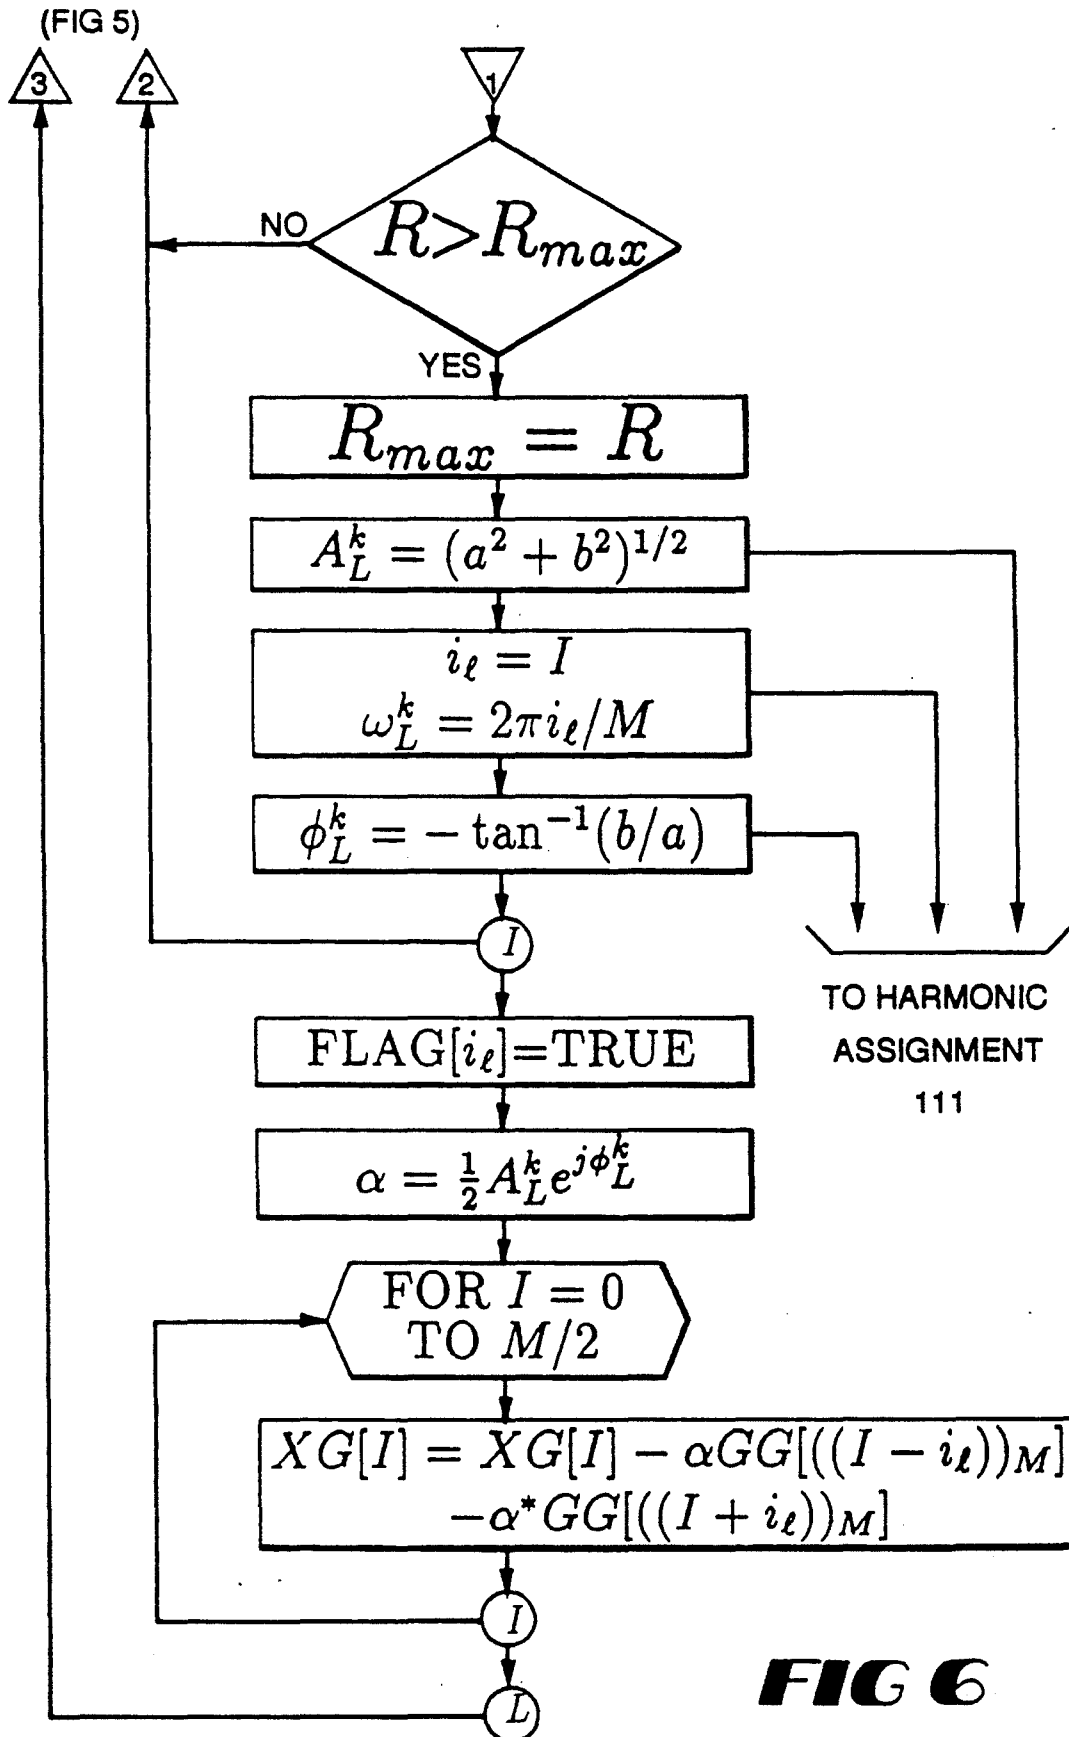 (FIG 5)
3 2 1
R>R_max
NO
YES
R_max = R
A_L^k = (a^2 + b^2)^{1/2}
i_ℓ = I
ω_L^k = 2πi_ℓ/M
ϕ_L^k = − tan^{−1}(b/a)
I
TO HARMONIC
ASSIGNMENT
111
FLAG[i_ℓ]=TRUE
α = ½A_L^k e^{jϕ_L^k}
FOR I = 0
TO M/2
XG[I] = XG[I] − αGG[((I − i_ℓ))_M]
−α*GG[((I + i_ℓ))_M]
I
L
FIG 6